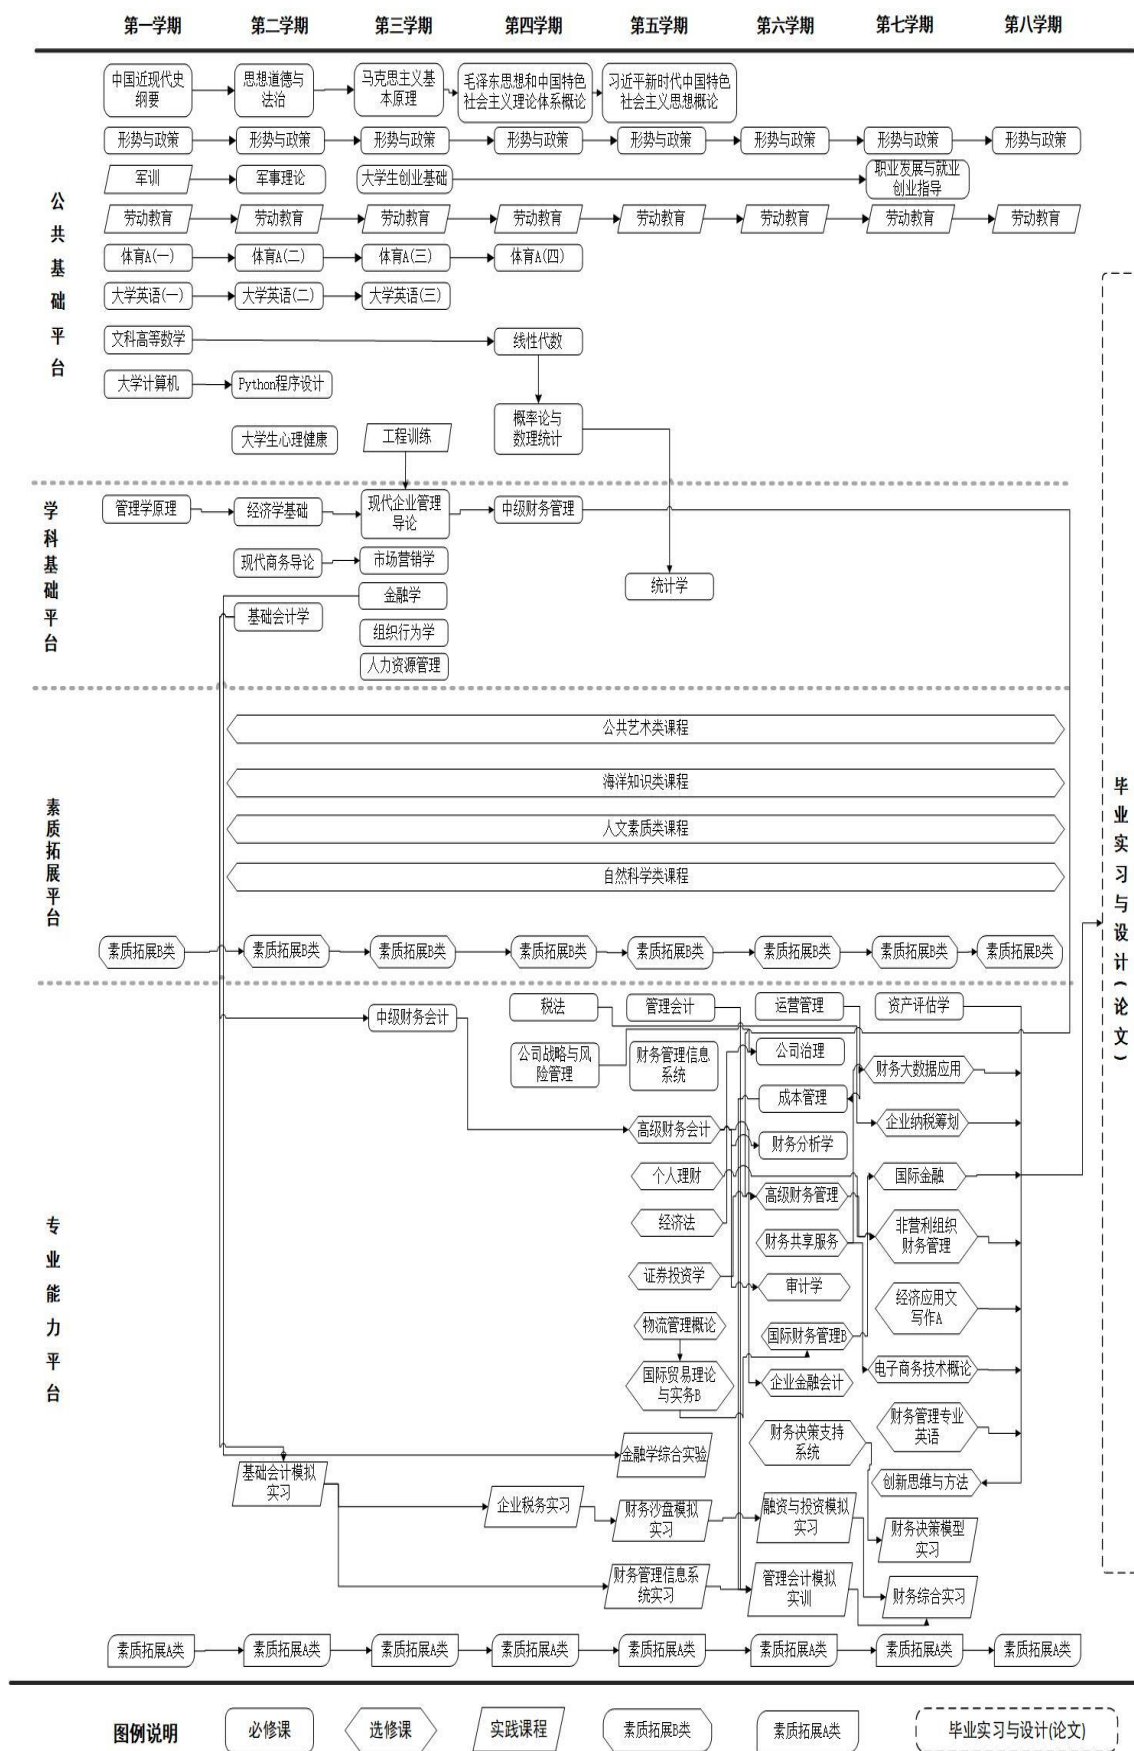 第一学期 第二学期 第三学期 第四学期 第五学期 第六学期 第七学期 第八学期
公共基础平台
中国近现代史
纲要
思想道德与
法治
马克思主义基
本原理
毛泽东思想和中国特色
社会主义理论体系概论
习近平新时代中国特色
社会主义思想概论
形势与政策 形势与政策 形势与政策 形势与政策 形势与政策 形势与政策 形势与政策 形势与政策
军训 军事理论 大学生创业基础
职业发展与就业
创业指导
劳动教育 劳动教育 劳动教育 劳动教育 劳动教育 劳动教育 劳动教育 劳动教育
体育A(一) 体育A(二) 体育A(三) 体育A(四)
大学英语(一) 大学英语(二) 大学英语(三)
文科高等数学 线性代数
大学计算机 Python程序设计
概率论与
数理统计
大学生心理健康 工程训练
学科基础平台
管理学原理 经济学基础
现代企业管理
导论
中级财务管理
现代商务导论 市场营销学
统计学
金融学
基础会计学
组织行为学
人力资源管理
素质拓展平台
公共艺术类课程
海洋知识类课程
人文素质类课程
自然科学类课程
素质拓展B类 素质拓展B类 素质拓展B类 素质拓展B类 素质拓展B类 素质拓展B类 素质拓展B类 素质拓展B类
毕业实习与设计(论文)
专业能力平台
中级财务会计 税法 管理会计 运营管理 资产评估学
公司战略与风
险管理
财务管理信息
系统
公司治理
财务大数据应用
成本管理
高级财务会计
企业纳税筹划
财务分析学
个人理财
国际金融
高级财务管理
经济法
财务共享服务
非营利组织
财务管理
证券投资学
审计学
经济应用文
写作A
物流管理概论
国际财务管理B
国际贸易理论
与实务B
企业金融会计
电子商务技术概论
财务决策支持
系统
财务管理专业
英语
金融学综合实验
基础会计模拟
实习
创新思维与方法
企业税务实习
财务沙盘模拟
实习
融资与投资模拟
实习
财务决策模型
实习
财务管理信息系
统实习
管理会计模拟
实训
财务综合实习
素质拓展A类 素质拓展A类 素质拓展A类 素质拓展A类 素质拓展A类 素质拓展A类 素质拓展A类 素质拓展A类
图例说明 必修课 选修课 实践课程 素质拓展B类 素质拓展A类 毕业实习与设计(论文)